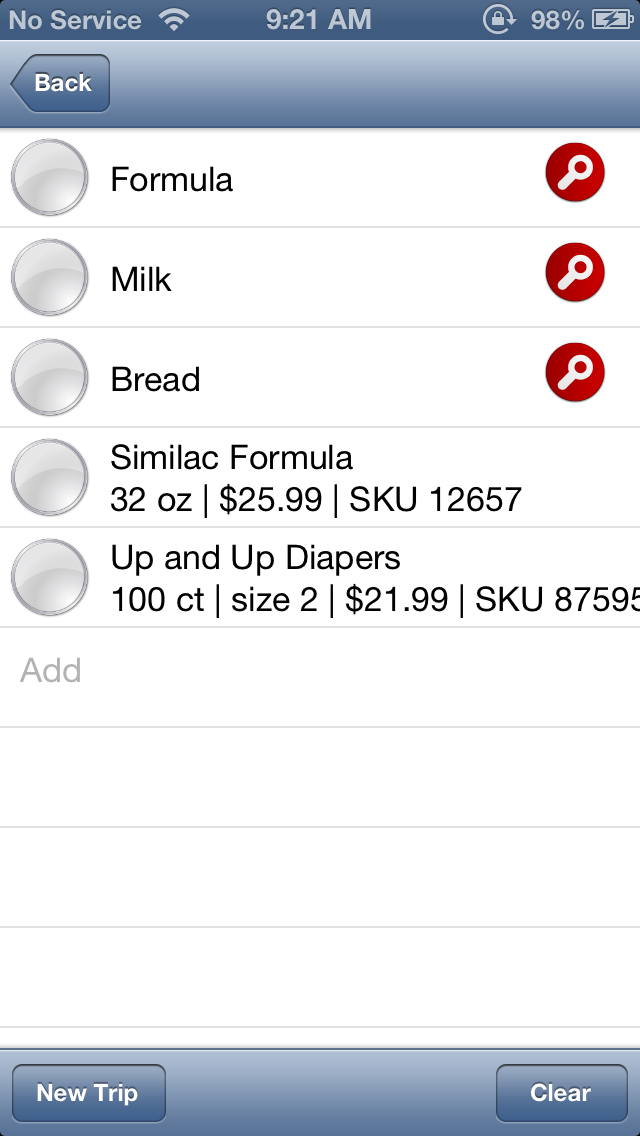 No Service 9:21 AM 98%
Back
Formula
Milk
Bread
Similac Formula
32 oz | $25.99 | SKU 12657
Up and Up Diapers
100 ct | size 2 | $21.99 | SKU 87595
Add
New Trip Clear